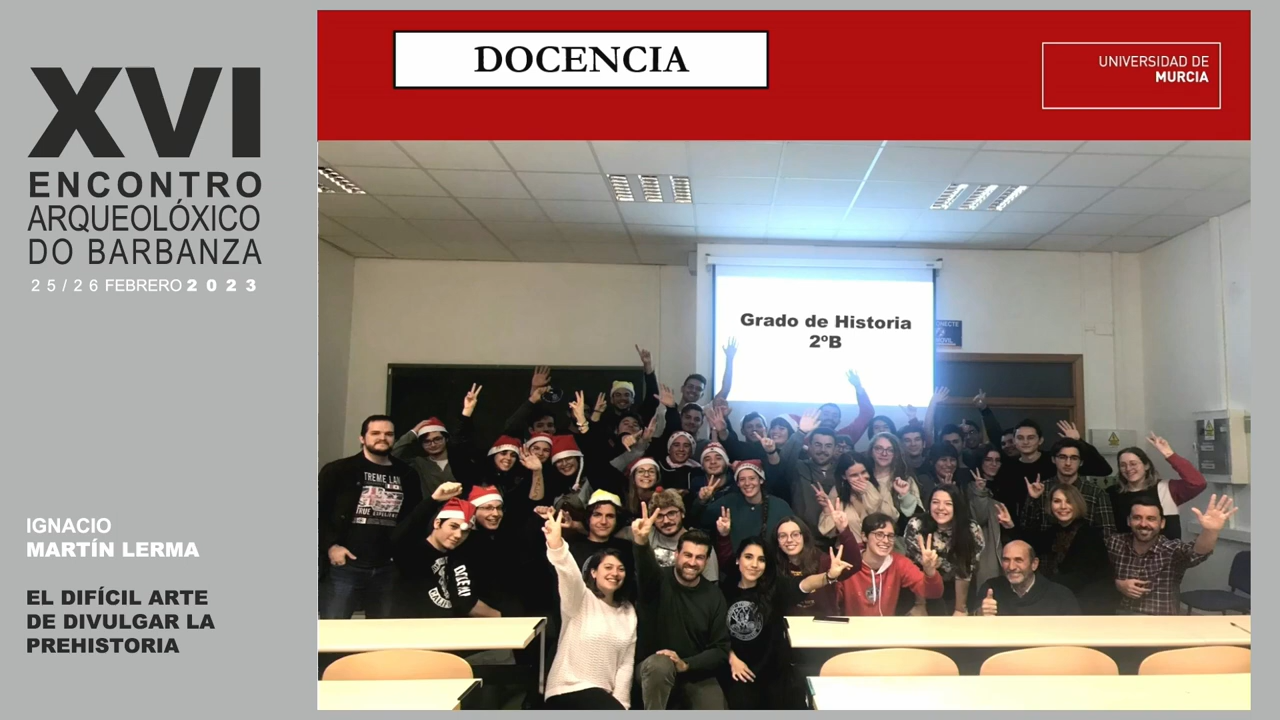 XVI
ENCONTRO
ARQUEOLÓXICO
DO BARBANZA
25/26 FEBRERO 2023
IGNACIO
MARTÍN LERMA
EL DIFÍCIL ARTE
DE DIVULGAR LA
PREHISTORIA
DOCENCIA
UNIVERSIDAD DE
MURCIA
Grado de Historia
2ºB